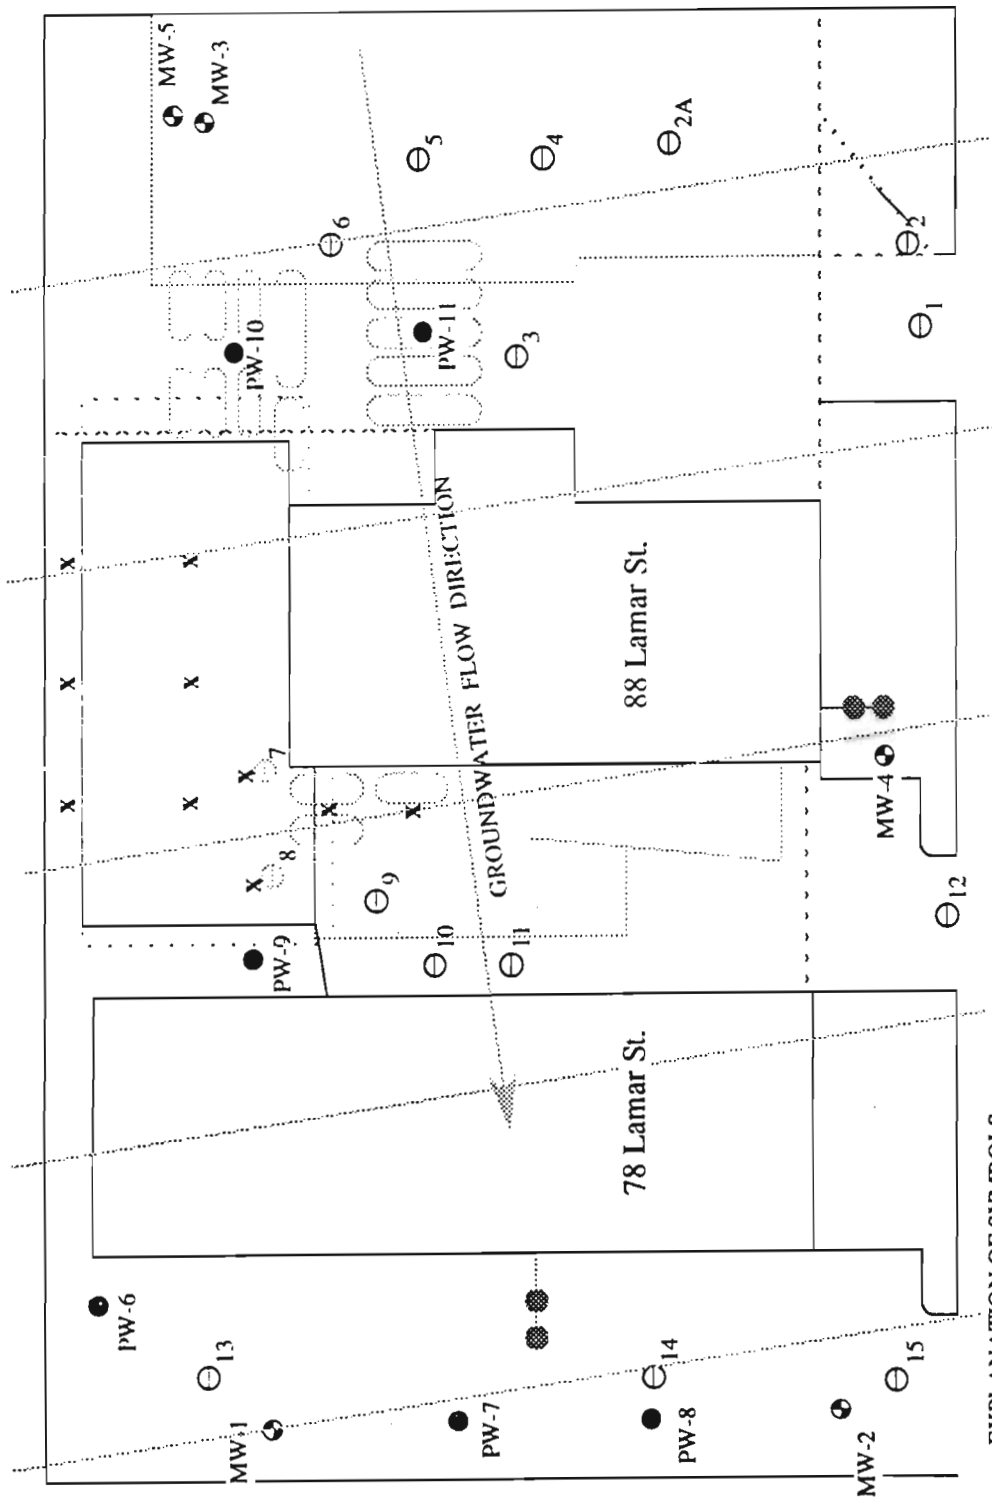 MW-5
MW-3
5
4
2A
6
2
PW-10
PW-11
3
1
GROUNDWATER FLOW DIRECTION
88 Lamar St.
x
x
x
x
x
x
x
7
x
8
x
x
MW-4
9
10
11
12
PW-9
78 Lamar St.
PW-6
13
14
15
MW-1
PW-7
PW-8
MW-2